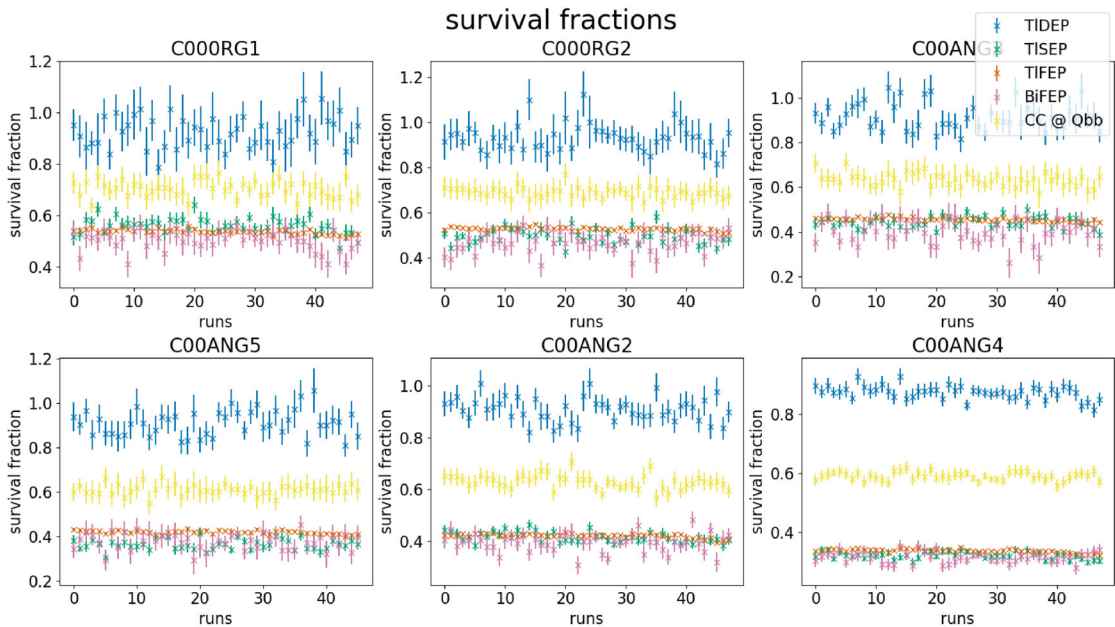 survival fractions
C000RG1
C000RG2
C00ANG3
TlDEP
TlSEP
TlFEP
BiFEP
CC @ Qbb
survival fraction
1.2
1.0
0.8
0.6
0.4
0 10 20 30 40
runs
survival fraction
1.2
1.0
0.8
0.6
0.4
0 10 20 30 40
runs
survival fraction
1.0
0.8
0.6
0.4
0.2
0 10 20 30 40
runs
C00ANG5
C00ANG2
C00ANG4
survival fraction
1.2
1.0
0.8
0.6
0.4
0.2
0 10 20 30 40
runs
survival fraction
1.0
0.8
0.6
0.4
0 10 20 30 40
runs
survival fraction
0.8
0.6
0.4
0 10 20 30 40
runs